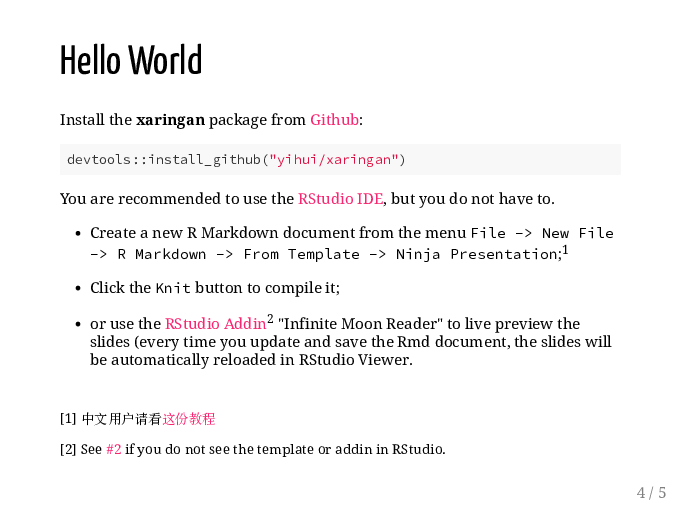 Hello World
Install the xaringan package from Github:
devtools::install_github("yihui/xaringan")
You are recommended to use the RStudio IDE, but you do not have to.
• Create a new R Markdown document from the menu File -> New File
-> R Markdown -> From Template -> Ninja Presentation;1
• Click the Knit button to compile it;
• or use the RStudio Addin2 "Infinite Moon Reader" to live preview the
slides (every time you update and save the Rmd document, the slides will
be automatically reloaded in RStudio Viewer.
[1] 中文用户请看这份教程
[2] See #2 if you do not see the template or addin in RStudio.
4 / 5